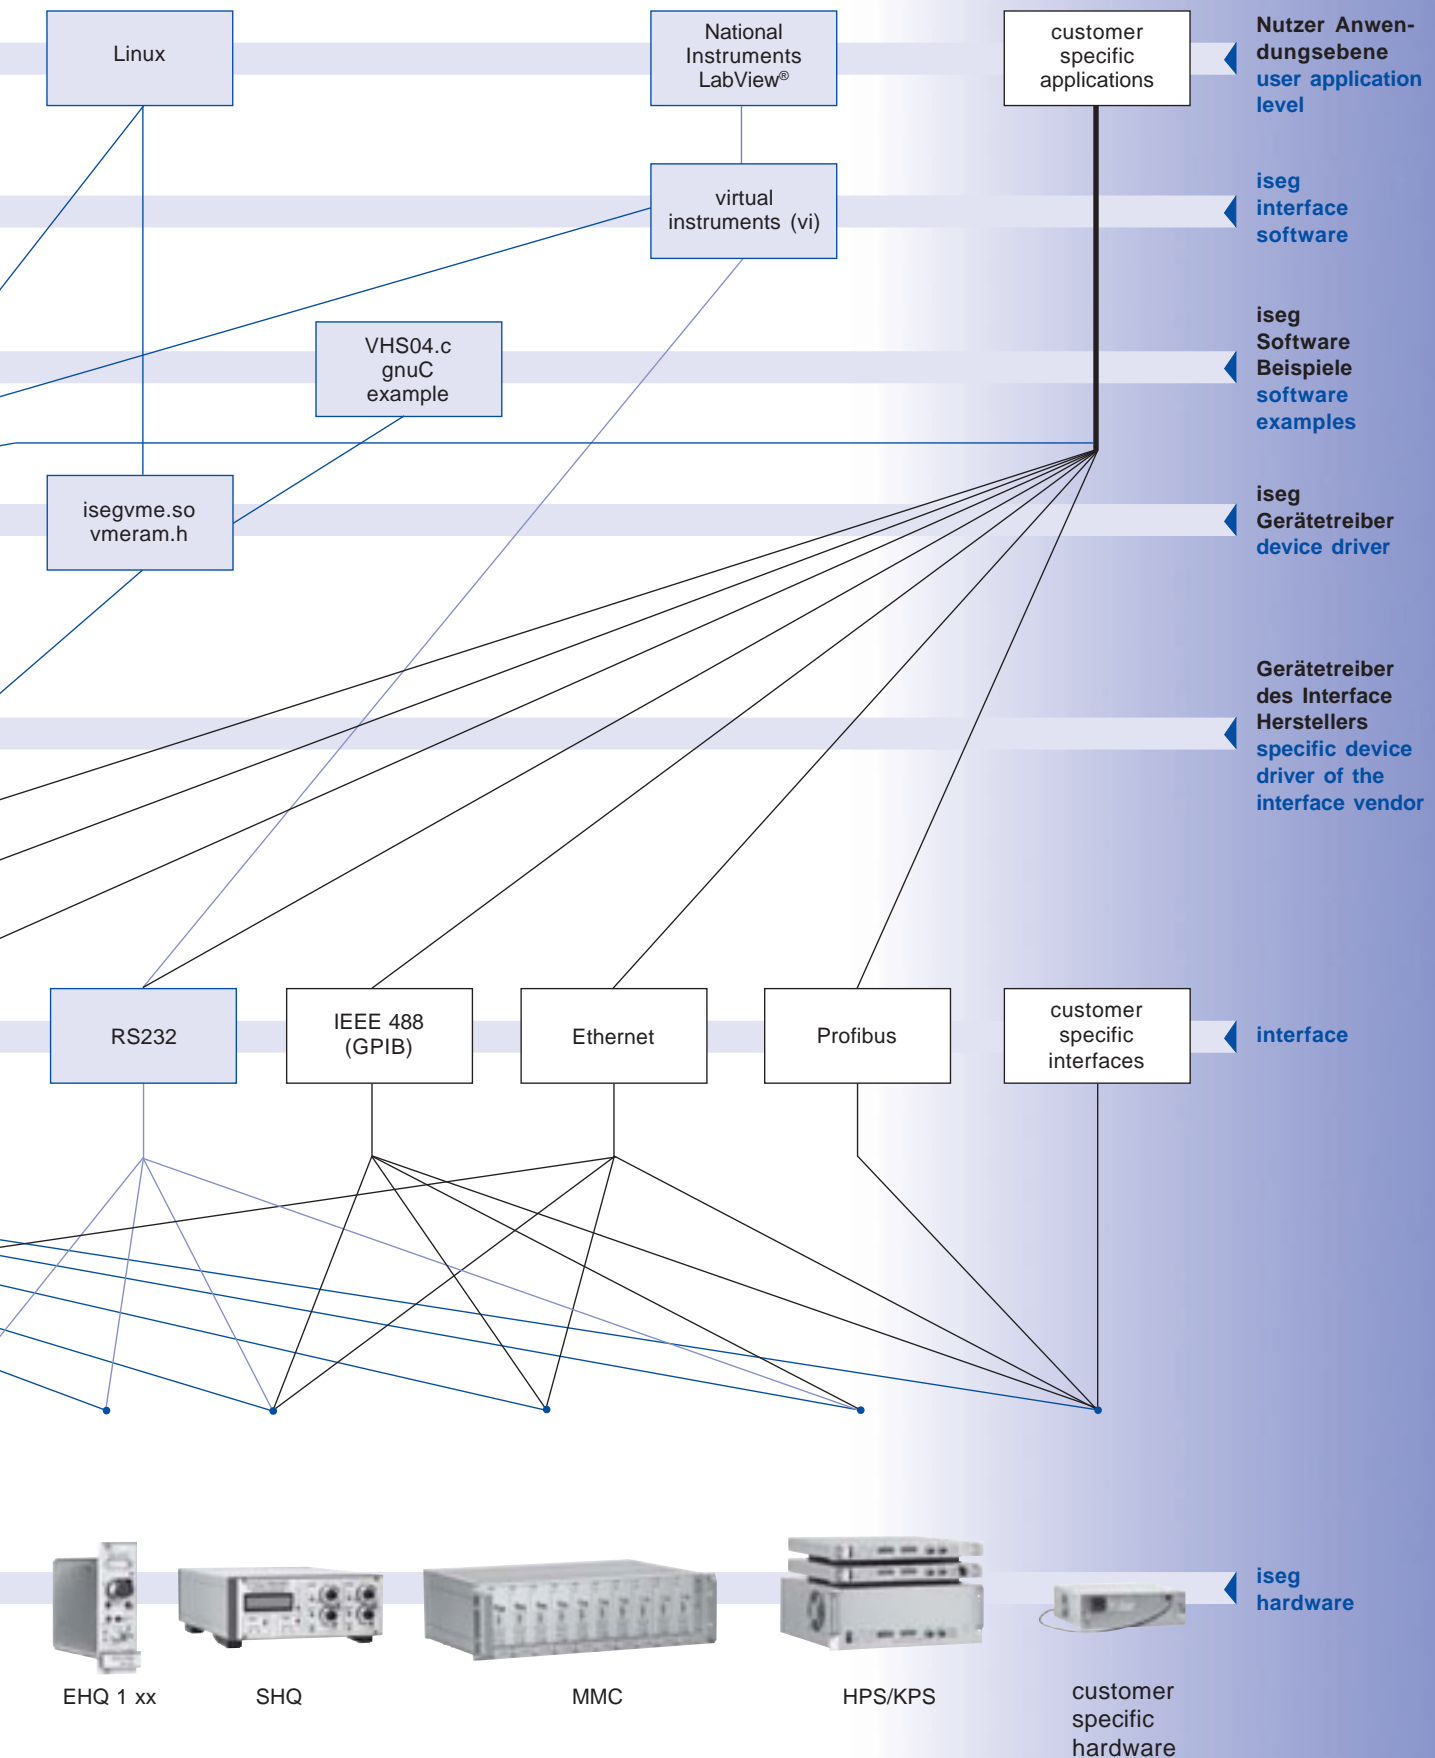 Linux
National
Instruments
LabView®
customer
specific
applications
Nutzer Anwen-
dungsebene
user application
level
virtual
instruments (vi)
iseg
interface
software
VHS04.c
gnuC
example
iseg
Software
Beispiele
software
examples
isegvme.so
vmeram.h
iseg
Gerätetreiber
device driver
Gerätetreiber
des Interface
Herstellers
specific device
driver of the
interface vendor
RS232
IEEE 488
(GPIB)
Ethernet
Profibus
customer
specific
interfaces
interface
iseg
hardware
EHQ 1 xx
SHQ
MMC
HPS/KPS
customer
specific
hardware